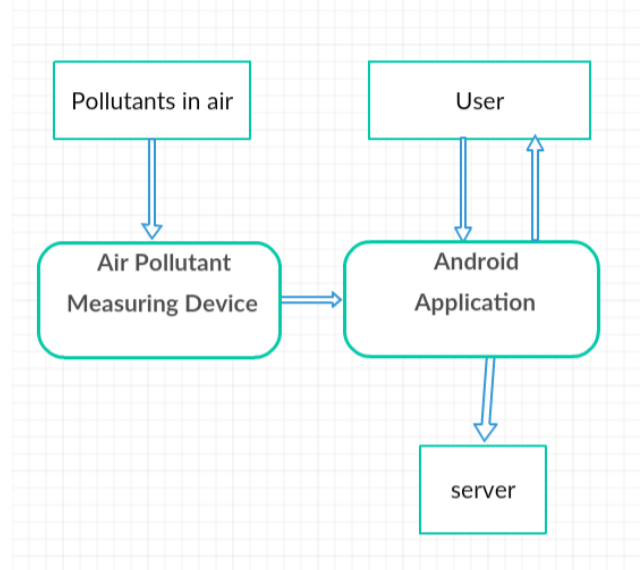 Pollutants in air
User
Air Pollutant
Measuring Device
Android
Application
server